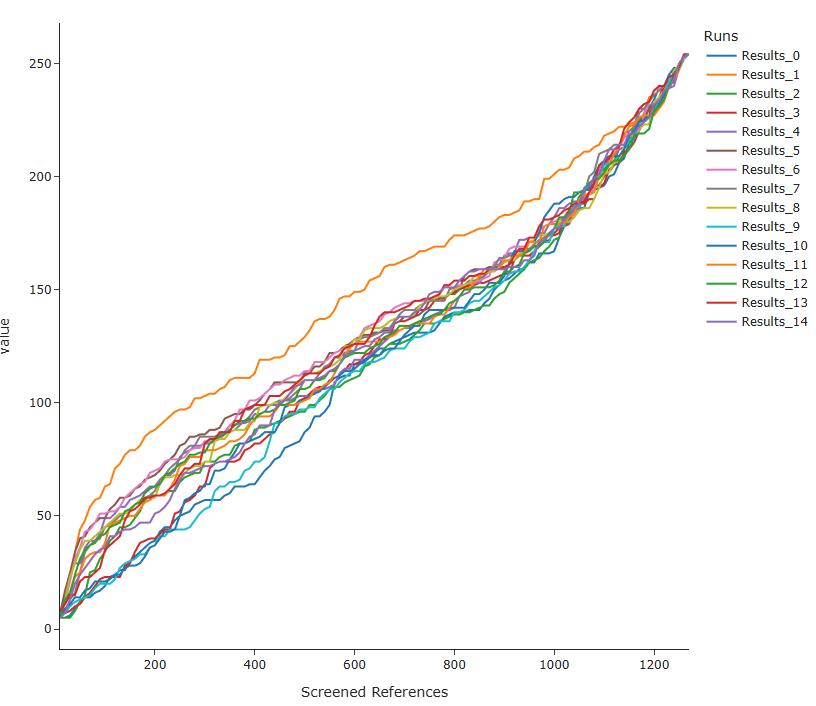 Runs
Results_0
Results_1
Results_2
Results_3
Results_4
Results_5
Results_6
Results_7
Results_8
Results_9
Results_10
Results_11
Results_12
Results_13
Results_14
250
200
150
100
50
0
value
200 400 600 800 1000 1200
Screened References